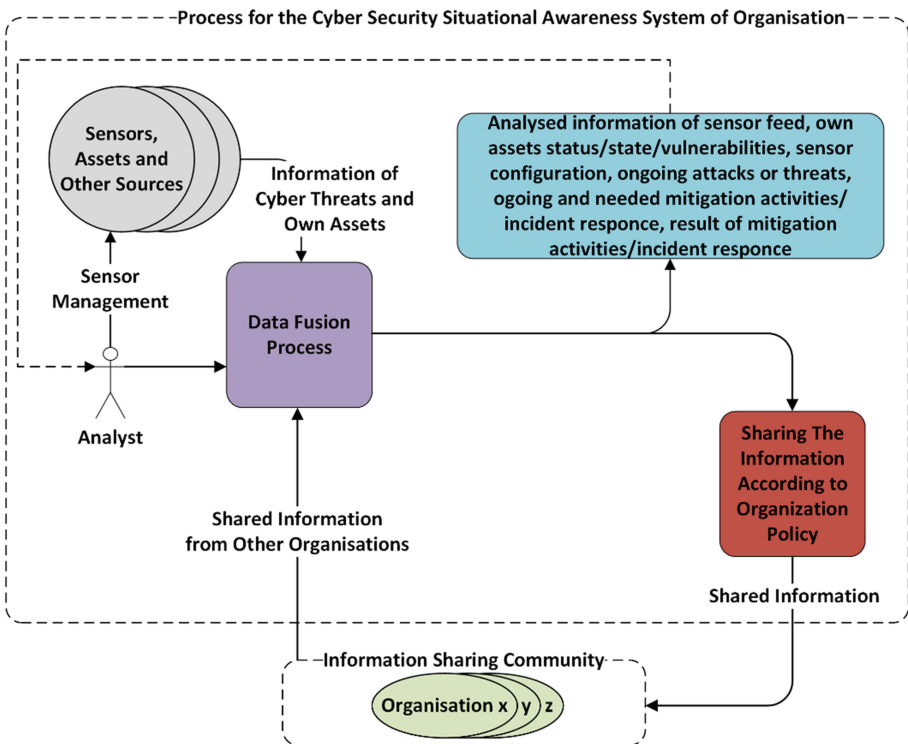 Process for the Cyber Security Situational Awareness System of Organisation
Sensors,
Assets and
Other Sources
Information of
Cyber Threats and
Own Assets
Analysed information of sensor feed, own
assets status/state/vulnerabilities, sensor
configuration, ongoing attacks or threats,
ogoing and needed mitigation activities/
incident responce, result of mitigation
activities/incident responce
Sensor
Management
Data Fusion
Process
Analyst
Sharing The
Information
According to
Organization
Policy
Shared Information
from Other Organisations
Shared Information
Information Sharing Community
Organisation x y z